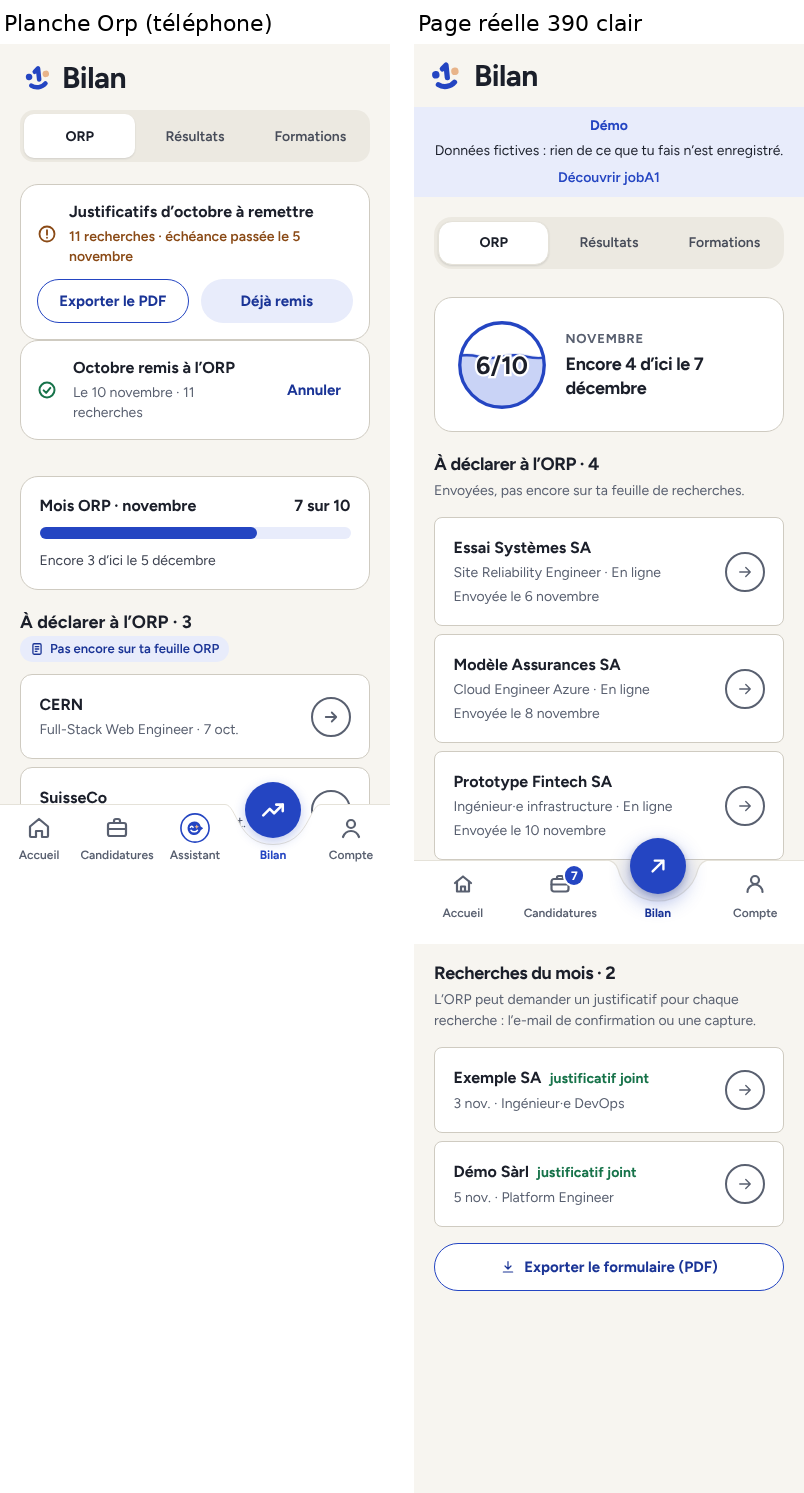 Planche Orp (téléphone)
Bilan
ORP
Résultats
Formations
Justificatifs d’octobre à remettre
11 recherches · échéance passée le 5
novembre
Exporter le PDF
Déjà remis
Octobre remis à l’ORP
Le 10 novembre · 11
recherches
Annuler
Mois ORP · novembre
7 sur 10
Encore 3 d’ici le 5 décembre
À déclarer à l’ORP · 3
Pas encore sur ta feuille ORP
CERN
Full-Stack Web Engineer · 7 oct.
SuisseCo
Accueil
Candidatures
Assistant
Bilan
Compte
Page réelle 390 clair
Bilan
Démo
Données fictives : rien de ce que tu fais n’est enregistré.
Découvrir jobA1
ORP
Résultats
Formations
6/10
NOVEMBRE
Encore 4 d’ici le 7
décembre
À déclarer à l’ORP · 4
Envoyées, pas encore sur ta feuille de recherches.
Essai Systèmes SA
Site Reliability Engineer · En ligne
Envoyée le 6 novembre
Modèle Assurances SA
Cloud Engineer Azure · En ligne
Envoyée le 8 novembre
Prototype Fintech SA
Ingénieur·e infrastructure · En ligne
Envoyée le 10 novembre
7
Accueil
Candidatures
Bilan
Compte
Recherches du mois · 2
L’ORP peut demander un justificatif pour chaque
recherche : l’e-mail de confirmation ou une capture.
Exemple SA justificatif joint
3 nov. · Ingénieur·e DevOps
Démo Sàrl justificatif joint
5 nov. · Platform Engineer
Exporter le formulaire (PDF)